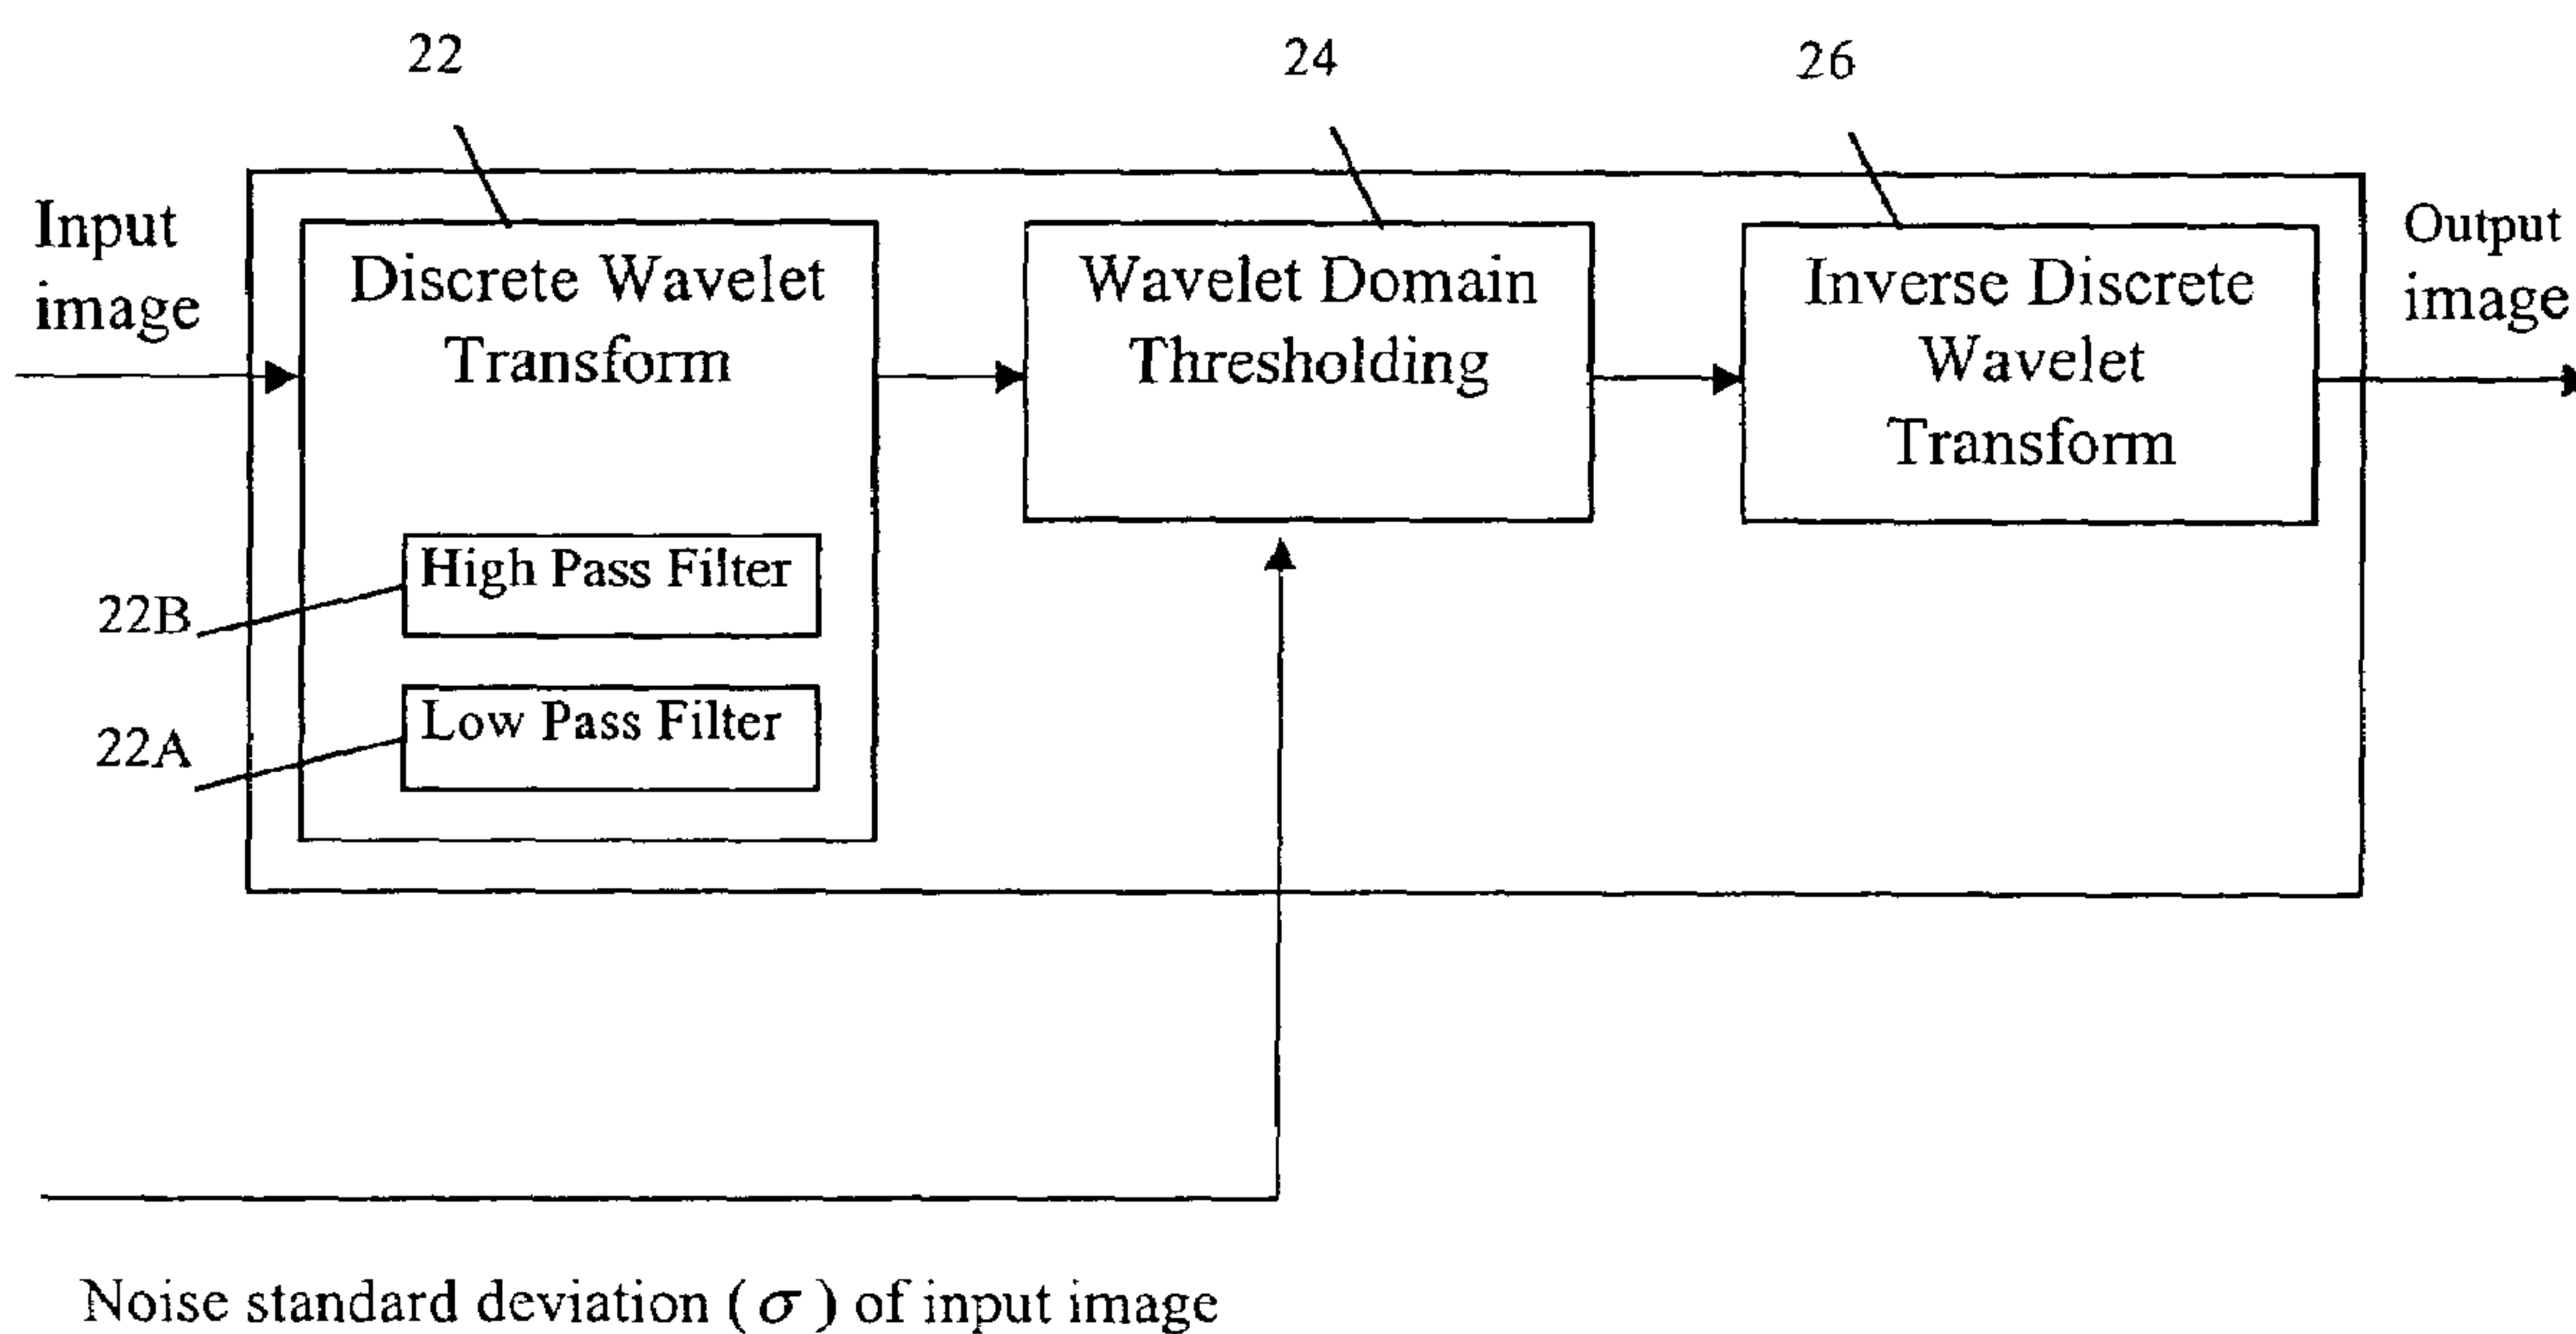 22
24
26
Input
image
Discrete Wavelet
Transform
Wavelet Domain
Thresholding
Inverse Discrete
Wavelet
Transform
Output
image
High Pass Filter
22B
Low Pass Filter
22A
Noise standard deviation ( σ ) of input image